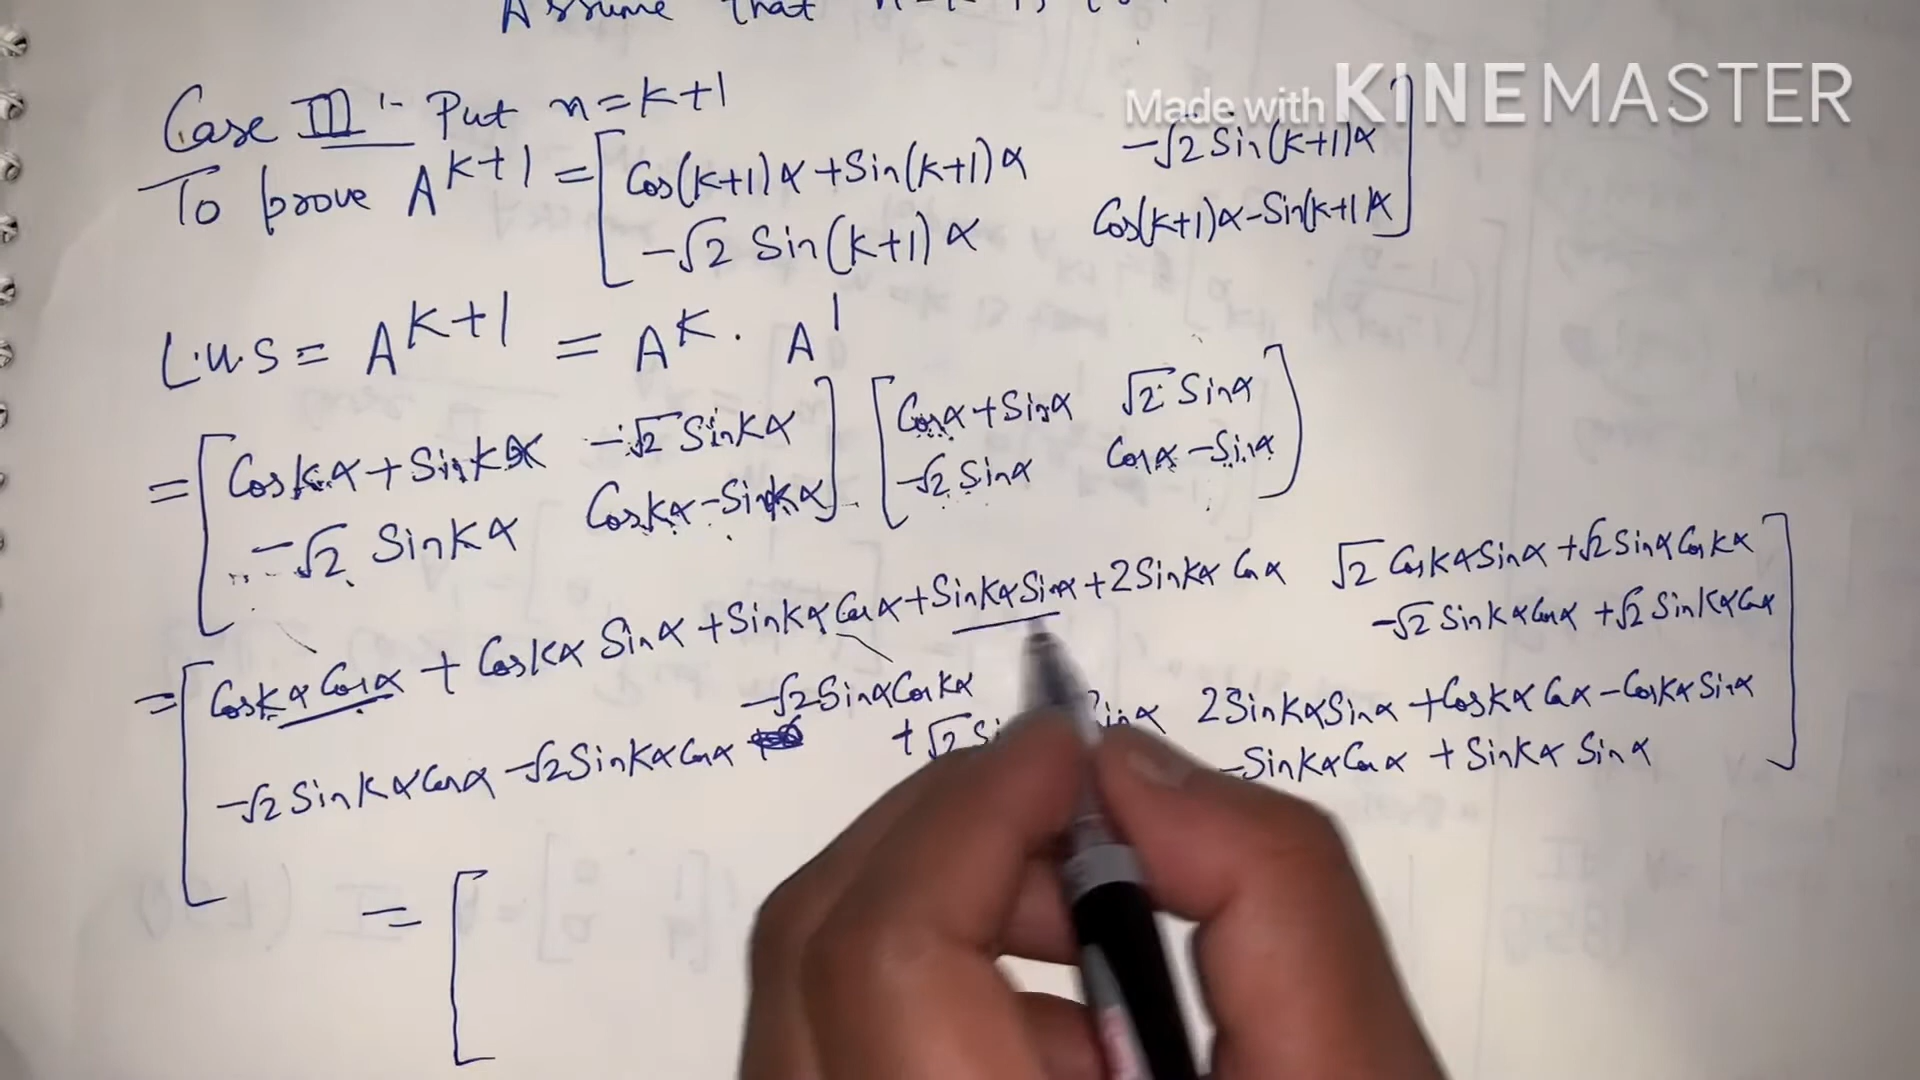 Assume that
Made with KINEMASTER
Case III :- Put n=k+1
To prove A^k+1 = [Cos(k+1)α+Sin(k+1)α -√2 Sin(k+1)α
-√2 Sin(k+1)α Cos(k+1)α-Sin(k+1)α]
L.H.S = A^k+1 = A^k . A^1
= [Coskα+Sinkα -√2 Sinkα] [Cosα+Sinα √2 Sinα
-√2 Sinkα Coskα-Sinkα] -√2 Sinα Cosα-Sinα]
= [Coskα Cosα + Coskα Sinα + Sinkα Cosα + Sinkα Sinα + 2Sinkα Cosα √2 Coskα Sinα + √2 Sinα Coskα
-√2 Sinkα Cosα + √2 Sinkα Cosα
-√2 Sinα Coskα 2Sinkα Sinα + Coskα Cosα - Coskα Sinα
-√2 Sinkα Cosα - √2 Sinkα Cosα +√2 Sinα -Sinkα Cosα + Sinkα Sinα]
= [